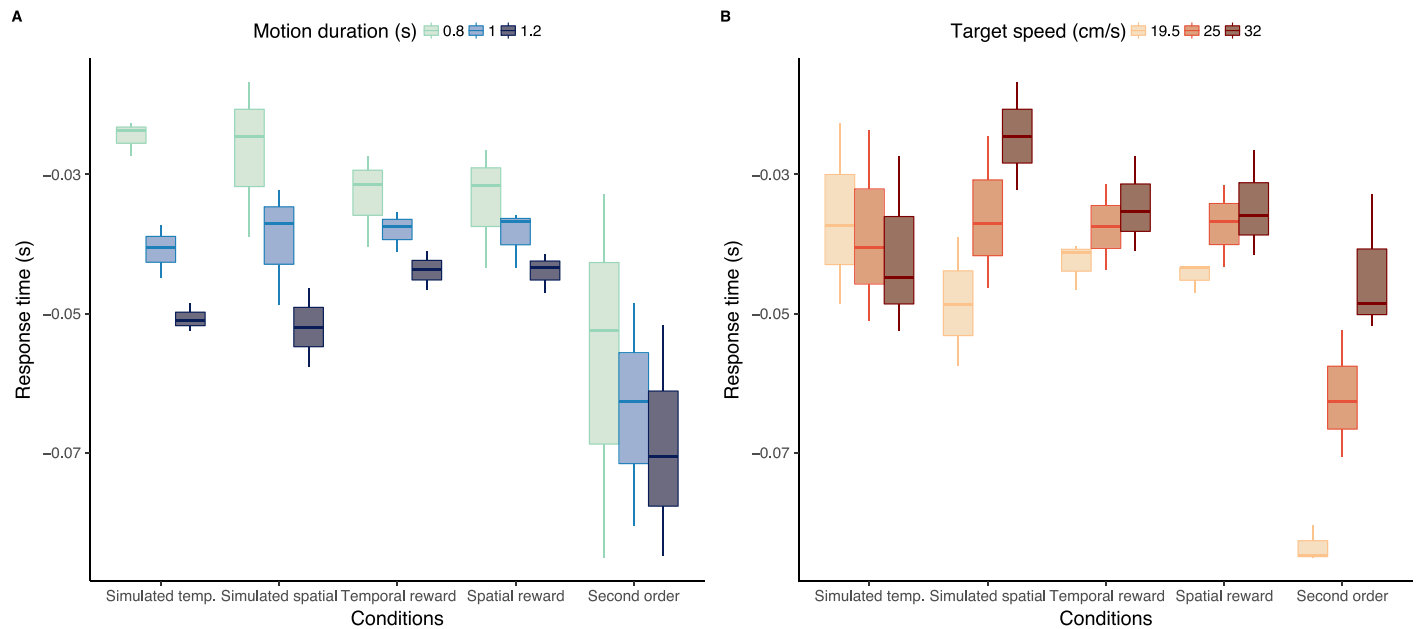 A
Motion duration (s) 0.8 1 1.2
Response time (s)
−0.03
−0.05
−0.07
Simulated temp. Simulated spatial Temporal reward Spatial reward Second order
Conditions
B
Target speed (cm/s) 19.5 25 32
Response time (s)
−0.03
−0.05
−0.07
Simulated temp. Simulated spatial Temporal reward Spatial reward Second order
Conditions